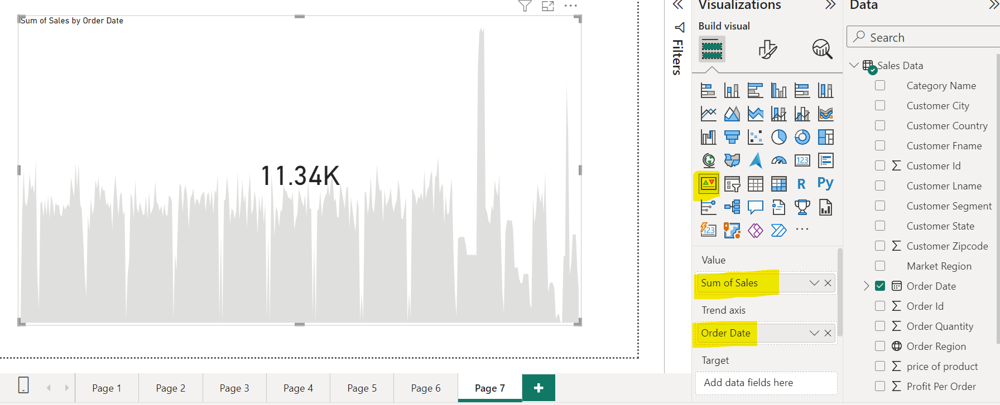 Sum of Sales by Order Date
11.34K
Page 1
Page 2
Page 3
Page 4
Page 5
Page 6
Page 7
+
Filters
Visualizations
Build visual
123
R
Py
123
Value
Sum of Sales
Trend axis
Order Date
Target
Add data fields here
Data
Search
Sales Data
Category Name
Customer City
Customer Country
Customer Fname
Σ Customer Id
Customer Lname
Customer Segment
Customer State
Σ Customer Zipcode
Market Region
Order Date
Σ Order Id
Σ Order Quantity
Order Region
Σ price of product
Σ Profit Per Order